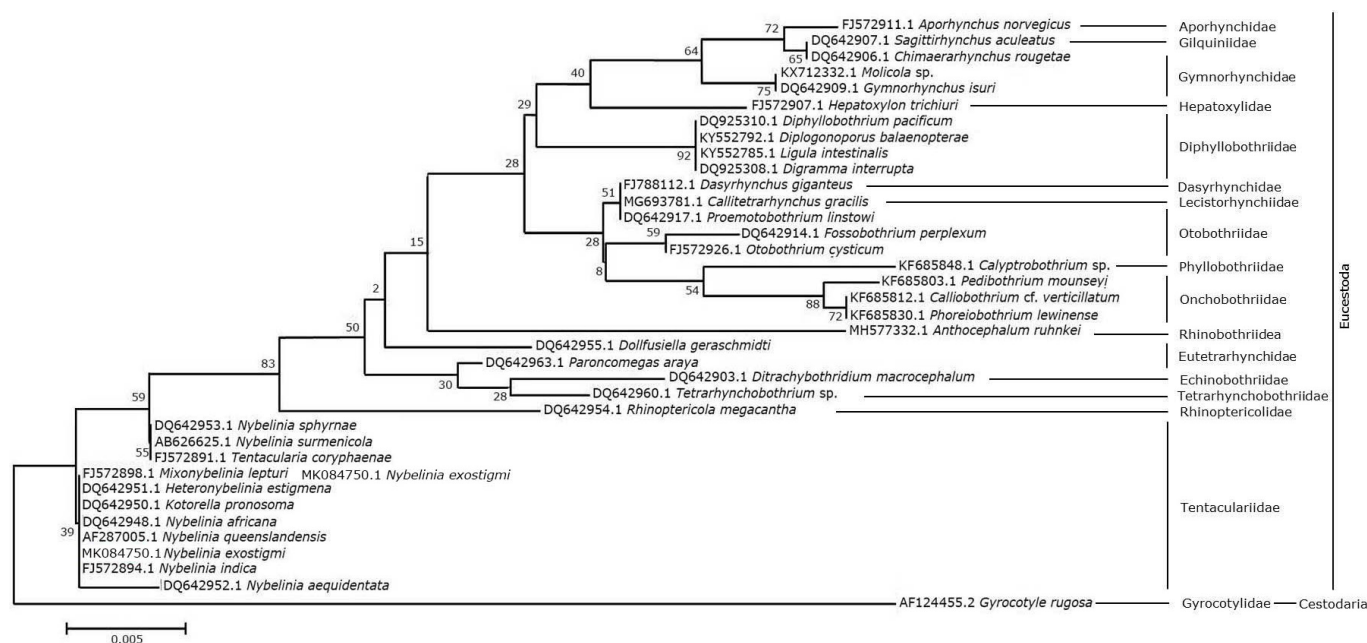 72 FJ572911.1 Aporhynchus norvegicus Aporhynchidae
DQ642907.1 Sagittirhynchus aculeatus Gilquiniidae
64 65 DQ642906.1 Chimaerarhynchus rougetae
KX712332.1 Molicola sp. Gymnorhynchidae
40 75 DQ642909.1 Gymnorhynchus isuri
FJ572907.1 Hepatoxylon trichiuri Hepatoxylidae
29 DQ925310.1 Diphyllobothrium pacificum
KY552792.1 Diplogonoporus balaenopterae
92 KY552785.1 Ligula intestinalis Diphyllobothriidae
28 DQ925308.1 Digramma interrupta
51 FJ788112.1 Dasyrhynchus giganteus Dasyrhynchidae
MG693781.1 Callitetrarhynchus gracilis Lecistorhynchiidae
DQ642917.1 Proemotobothrium linstowi
59 DQ642914.1 Fossobothrium perplexum Otobothriidae
15 28 FJ572926.1 Otobothrium cysticum
8 KF685848.1 Calyptrobothrium sp. Phyllobothriidae
54 KF685803.1 Pedibothrium mounseyi
88 KF685812.1 Calliobothrium cf. verticillatum Onchobothriidae
2 72 KF685830.1 Phoreiobothrium lewinense
MH577332.1 Anthocephalum ruhnkei Rhinobothriidea
50 DQ642955.1 Dollfusiella geraschmidti Eutetrarhynchidae
83 DQ642963.1 Paroncomegas araya
30 DQ642903.1 Ditrachybothridium macrocephalum Echinobothriidae
28 DQ642960.1 Tetrarhynchobothrium sp. Tetrarhynchobothriidae
59 DQ642954.1 Rhinoptericola megacantha Rhinoptericolidae
DQ642953.1 Nybelinia sphyrnae
AB626625.1 Nybelinia surmenicola
55 FJ572891.1 Tentacularia coryphaenae
FJ572898.1 Mixonybelinia lepturi MK084750.1 Nybelinia exostigmi
DQ642951.1 Heteronybelinia estigmena
DQ642950.1 Kotorella pronosoma Tentaculariidae
DQ642948.1 Nybelinia africana
39 AF287005.1 Nybelinia queenslandensis
MK084750.1 Nybelinia exostigmi
FJ572894.1 Nybelinia indica
DQ642952.1 Nybelinia aequidentata
AF124455.2 Gyrocotyle rugosa Gyrocotylidae Cestodaria
0.005
Eucestoda